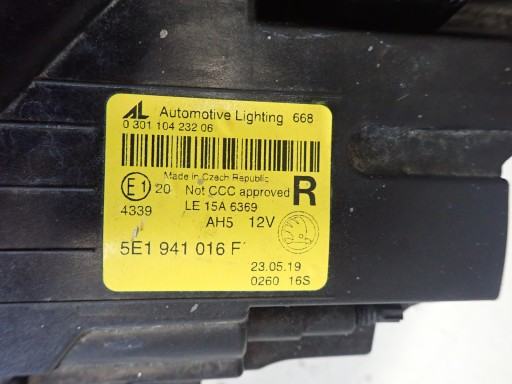 AL Automotive Lighting 668
0 301 104 232 06
Made in Czech Republic
E1 20 Not CCC approved R
4339 LE 15A 6369
AH5 12V
5E1 941 016 F
23.05.19
0260 16S